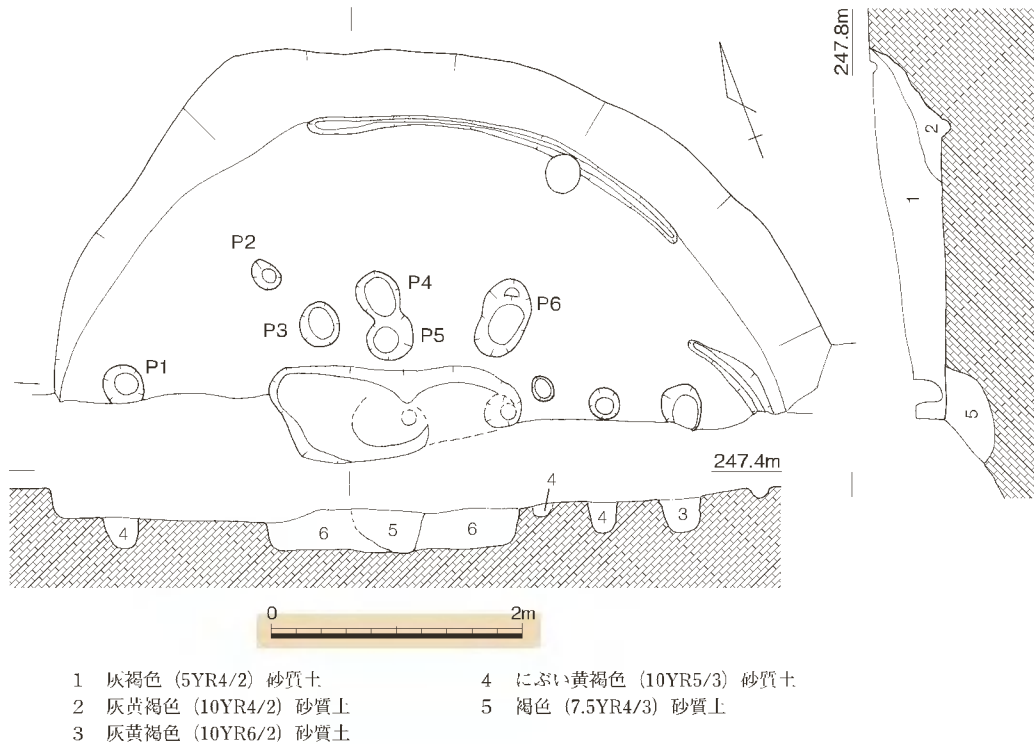 247.8m
P2
P4
P3
P5
P6
P1
2
1
5
247.4m
4
4
6
5
6
4
3
0 2m
1 灰褐色 (5YR4/2) 砂質土
2 灰黄褐色 (10YR4/2) 砂質土
3 灰黄褐色 (10YR6/2) 砂質土
4 にぶい黄褐色 (10YR5/3) 砂質土
5 褐色 (7.5YR4/3) 砂質土